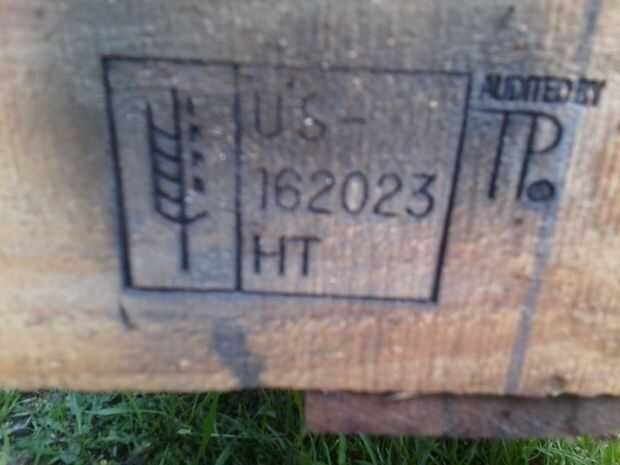 US-
162023
HT
AUDITED BY
TP